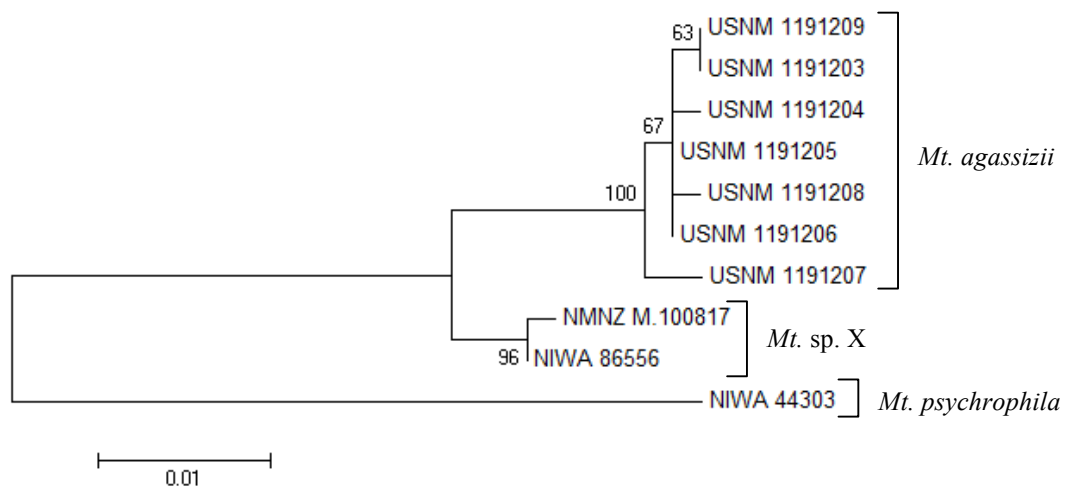 63
USNM 1191209
USNM 1191203
USNM 1191204
67
USNM 1191205
Mt. agassizii
100
USNM 1191208
USNM 1191206
USNM 1191207
NMNZ M.100817
Mt. sp. X
96
NIWA 86556
NIWA 44303
Mt. psychrophila
0.01